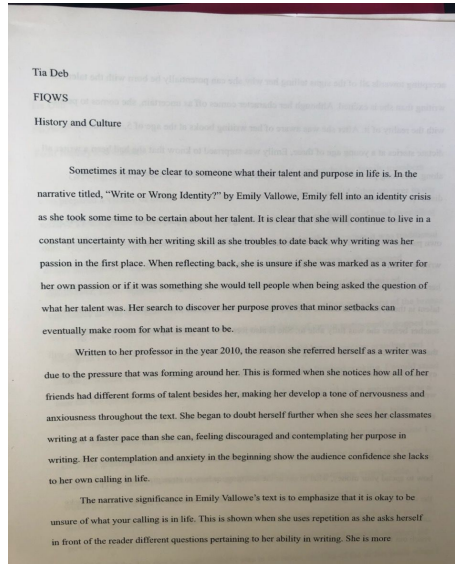 Tia Deb
FIQWS
History and Culture
Sometimes it may be clear to someone what their talent and purpose in life is. In the
narrative titled, “Write or Wrong Identity?” by Emily Vallowe, Emily fell into an identity crisis
as she took some time to be certain about her talent. It is clear that she will continue to live in a
constant uncertainty with her writing skill as she troubles to date back why writing was her
passion in the first place. When reflecting back, she is unsure if she was marked as a writer for
her own passion or if it was something she would tell people when being asked the question of
what her talent was. Her search to discover her purpose proves that minor setbacks can
eventually make room for what is meant to be.
Written to her professor in the year 2010, the reason she referred herself as a writer was
due to the pressure that was forming around her. This is formed when she notices how all of her
friends had different forms of talent besides her, making her develop a tone of nervousness and
anxiousness throughout the text. She began to doubt herself further when she sees her classmates
writing at a faster pace than she can, feeling discouraged and contemplating her purpose in
writing. Her contemplation and anxiety in the beginning show the audience confidence she lacks
to her own calling in life.
The narrative significance in Emily Vallowe’s text is to emphasize that it is okay to be
unsure of what your calling is in life. This is shown when she uses repetition as she asks herself
in front of the reader different questions pertaining to her ability in writing. She is more